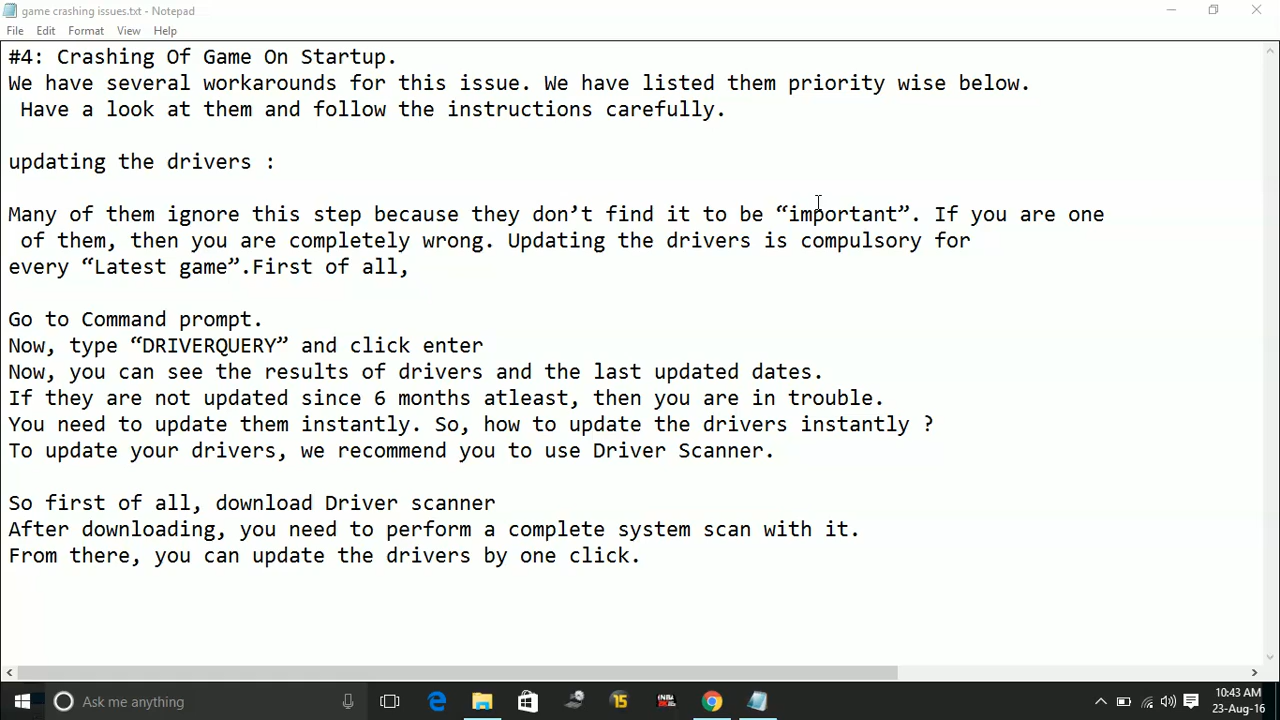 game crashing issues.txt - Notepad
File Edit Format View Help
#4: Crashing Of Game On Startup.
We have several workarounds for this issue. We have listed them priority wise below.
Have a look at them and follow the instructions carefully.
updating the drivers :
Many of them ignore this step because they don’t find it to be “important”. If you are one
of them, then you are completely wrong. Updating the drivers is compulsory for
every “Latest game”.First of all,
Go to Command prompt.
Now, type “DRIVERQUERY” and click enter
Now, you can see the results of drivers and the last updated dates.
If they are not updated since 6 months atleast, then you are in trouble.
You need to update them instantly. So, how to update the drivers instantly ?
To update your drivers, we recommend you to use Driver Scanner.
So first of all, download Driver scanner
After downloading, you need to perform a complete system scan with it.
From there, you can update the drivers by one click.
Ask me anything
15
10:43 AM
23-Aug-16